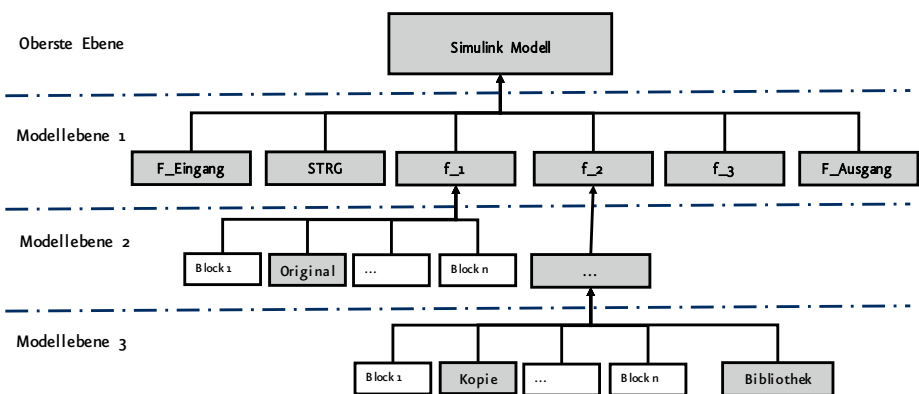 Oberste Ebene
Simulink Modell
Modellebene 1
F_Eingang
STRG
f_1
f_2
f_3
F_Ausgang
Modellebene 2
Block 1
Original
...
Block n
...
Modellebene 3
Block 1
Kopie
...
Block n
Bibliothek